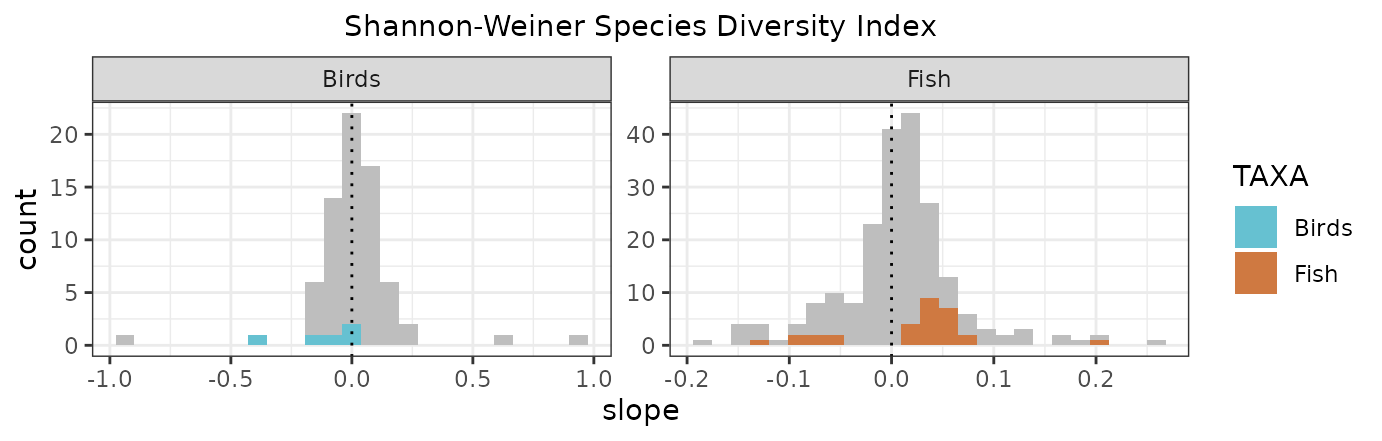 Shannon-Weiner Species Diversity Index
Birds
Fish
count
20
15
10
5
0
40
30
20
10
0
-1.0 -0.5 0.0 0.5 1.0
-0.2 -0.1 0.0 0.1 0.2
slope
TAXA
Birds
Fish